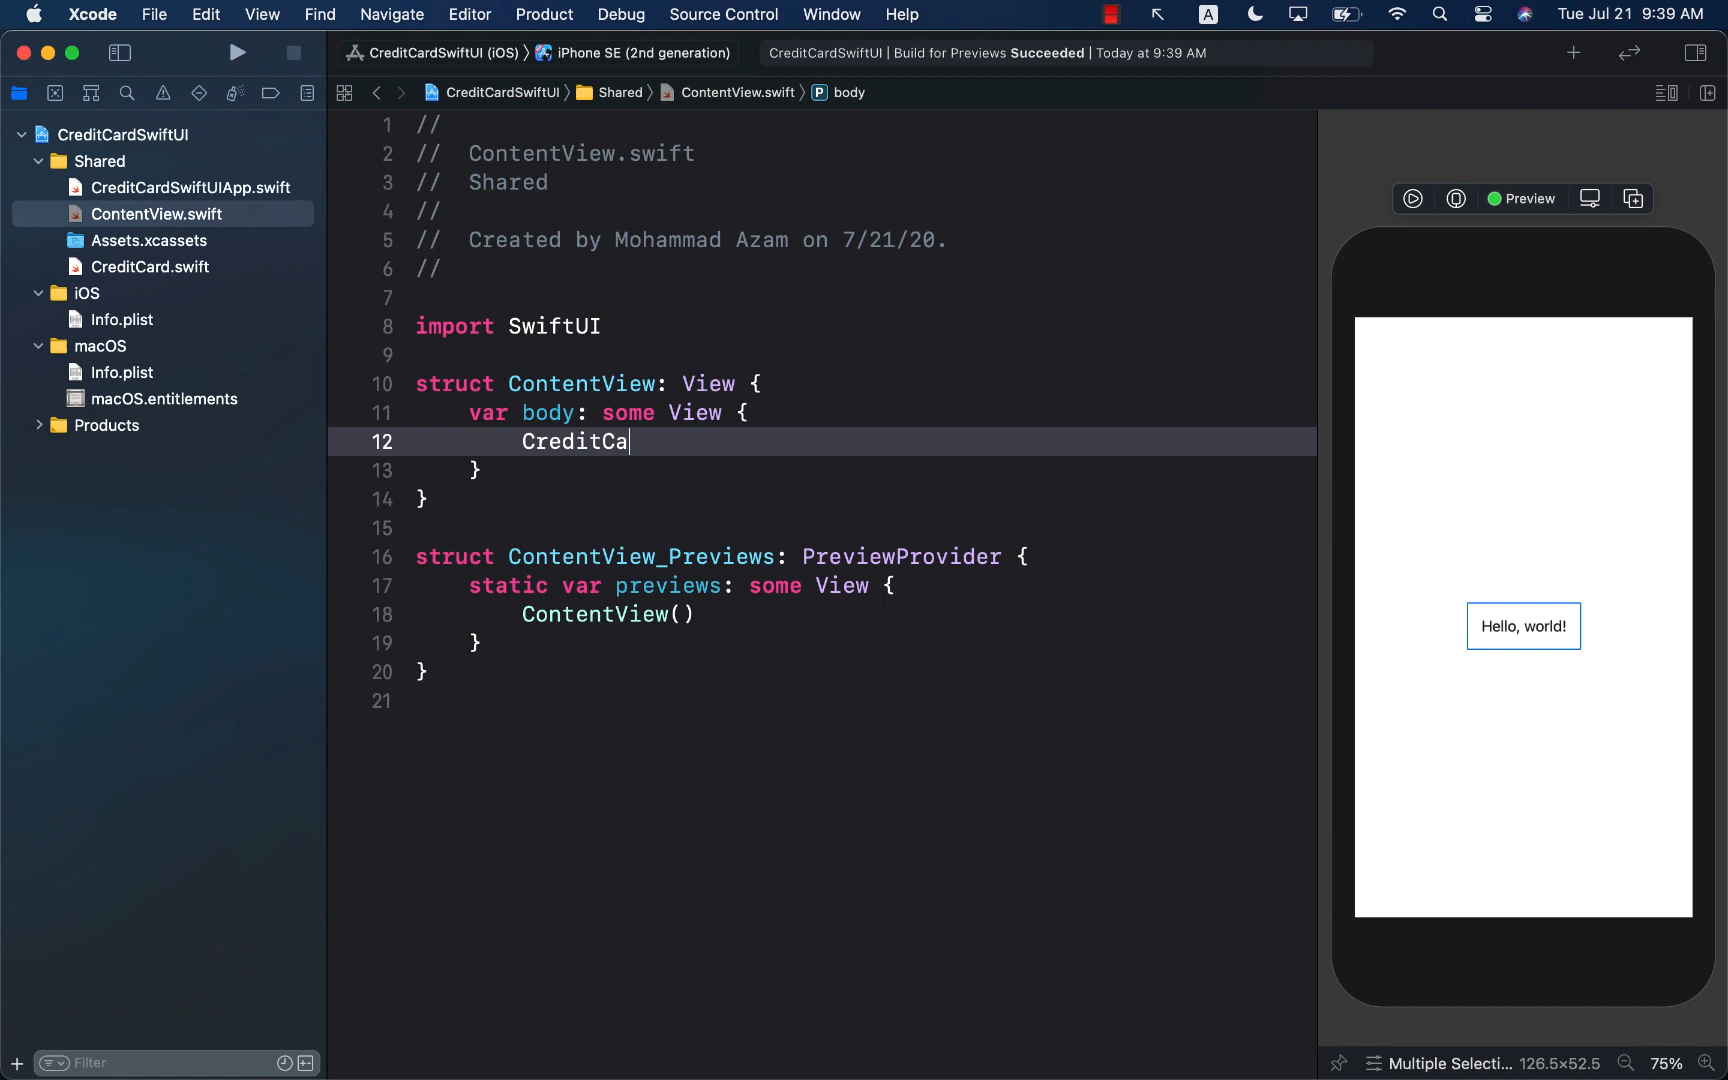 Xcode File Edit View Find Navigate Editor Product Debug Source Control Window Help A Tue Jul 21 9:39 AM
CreditCardSwiftUI (iOS) iPhone SE (2nd generation) CreditCardSwiftUI | Build for Previews Succeeded | Today at 9:39 AM
CreditCardSwiftUI Shared ContentView.swift P body
CreditCardSwiftUI
Shared
CreditCardSwiftUIApp.swift
ContentView.swift
Assets.xcassets
CreditCard.swift
iOS
Info.plist
macOS
Info.plist
macOS.entitlements
Products
Filter
1 //
2 //  ContentView.swift
3 //  Shared
4 //
5 //  Created by Mohammad Azam on 7/21/20.
6 //
7
8 import SwiftUI
9
10 struct ContentView: View {
11     var body: some View {
12         CreditCa
13     }
14 }
15
16 struct ContentView_Previews: PreviewProvider {
17     static var previews: some View {
18         ContentView()
19     }
20 }
21
Preview
Hello, world!
Multiple Selecti... 126.5×52.5 75%